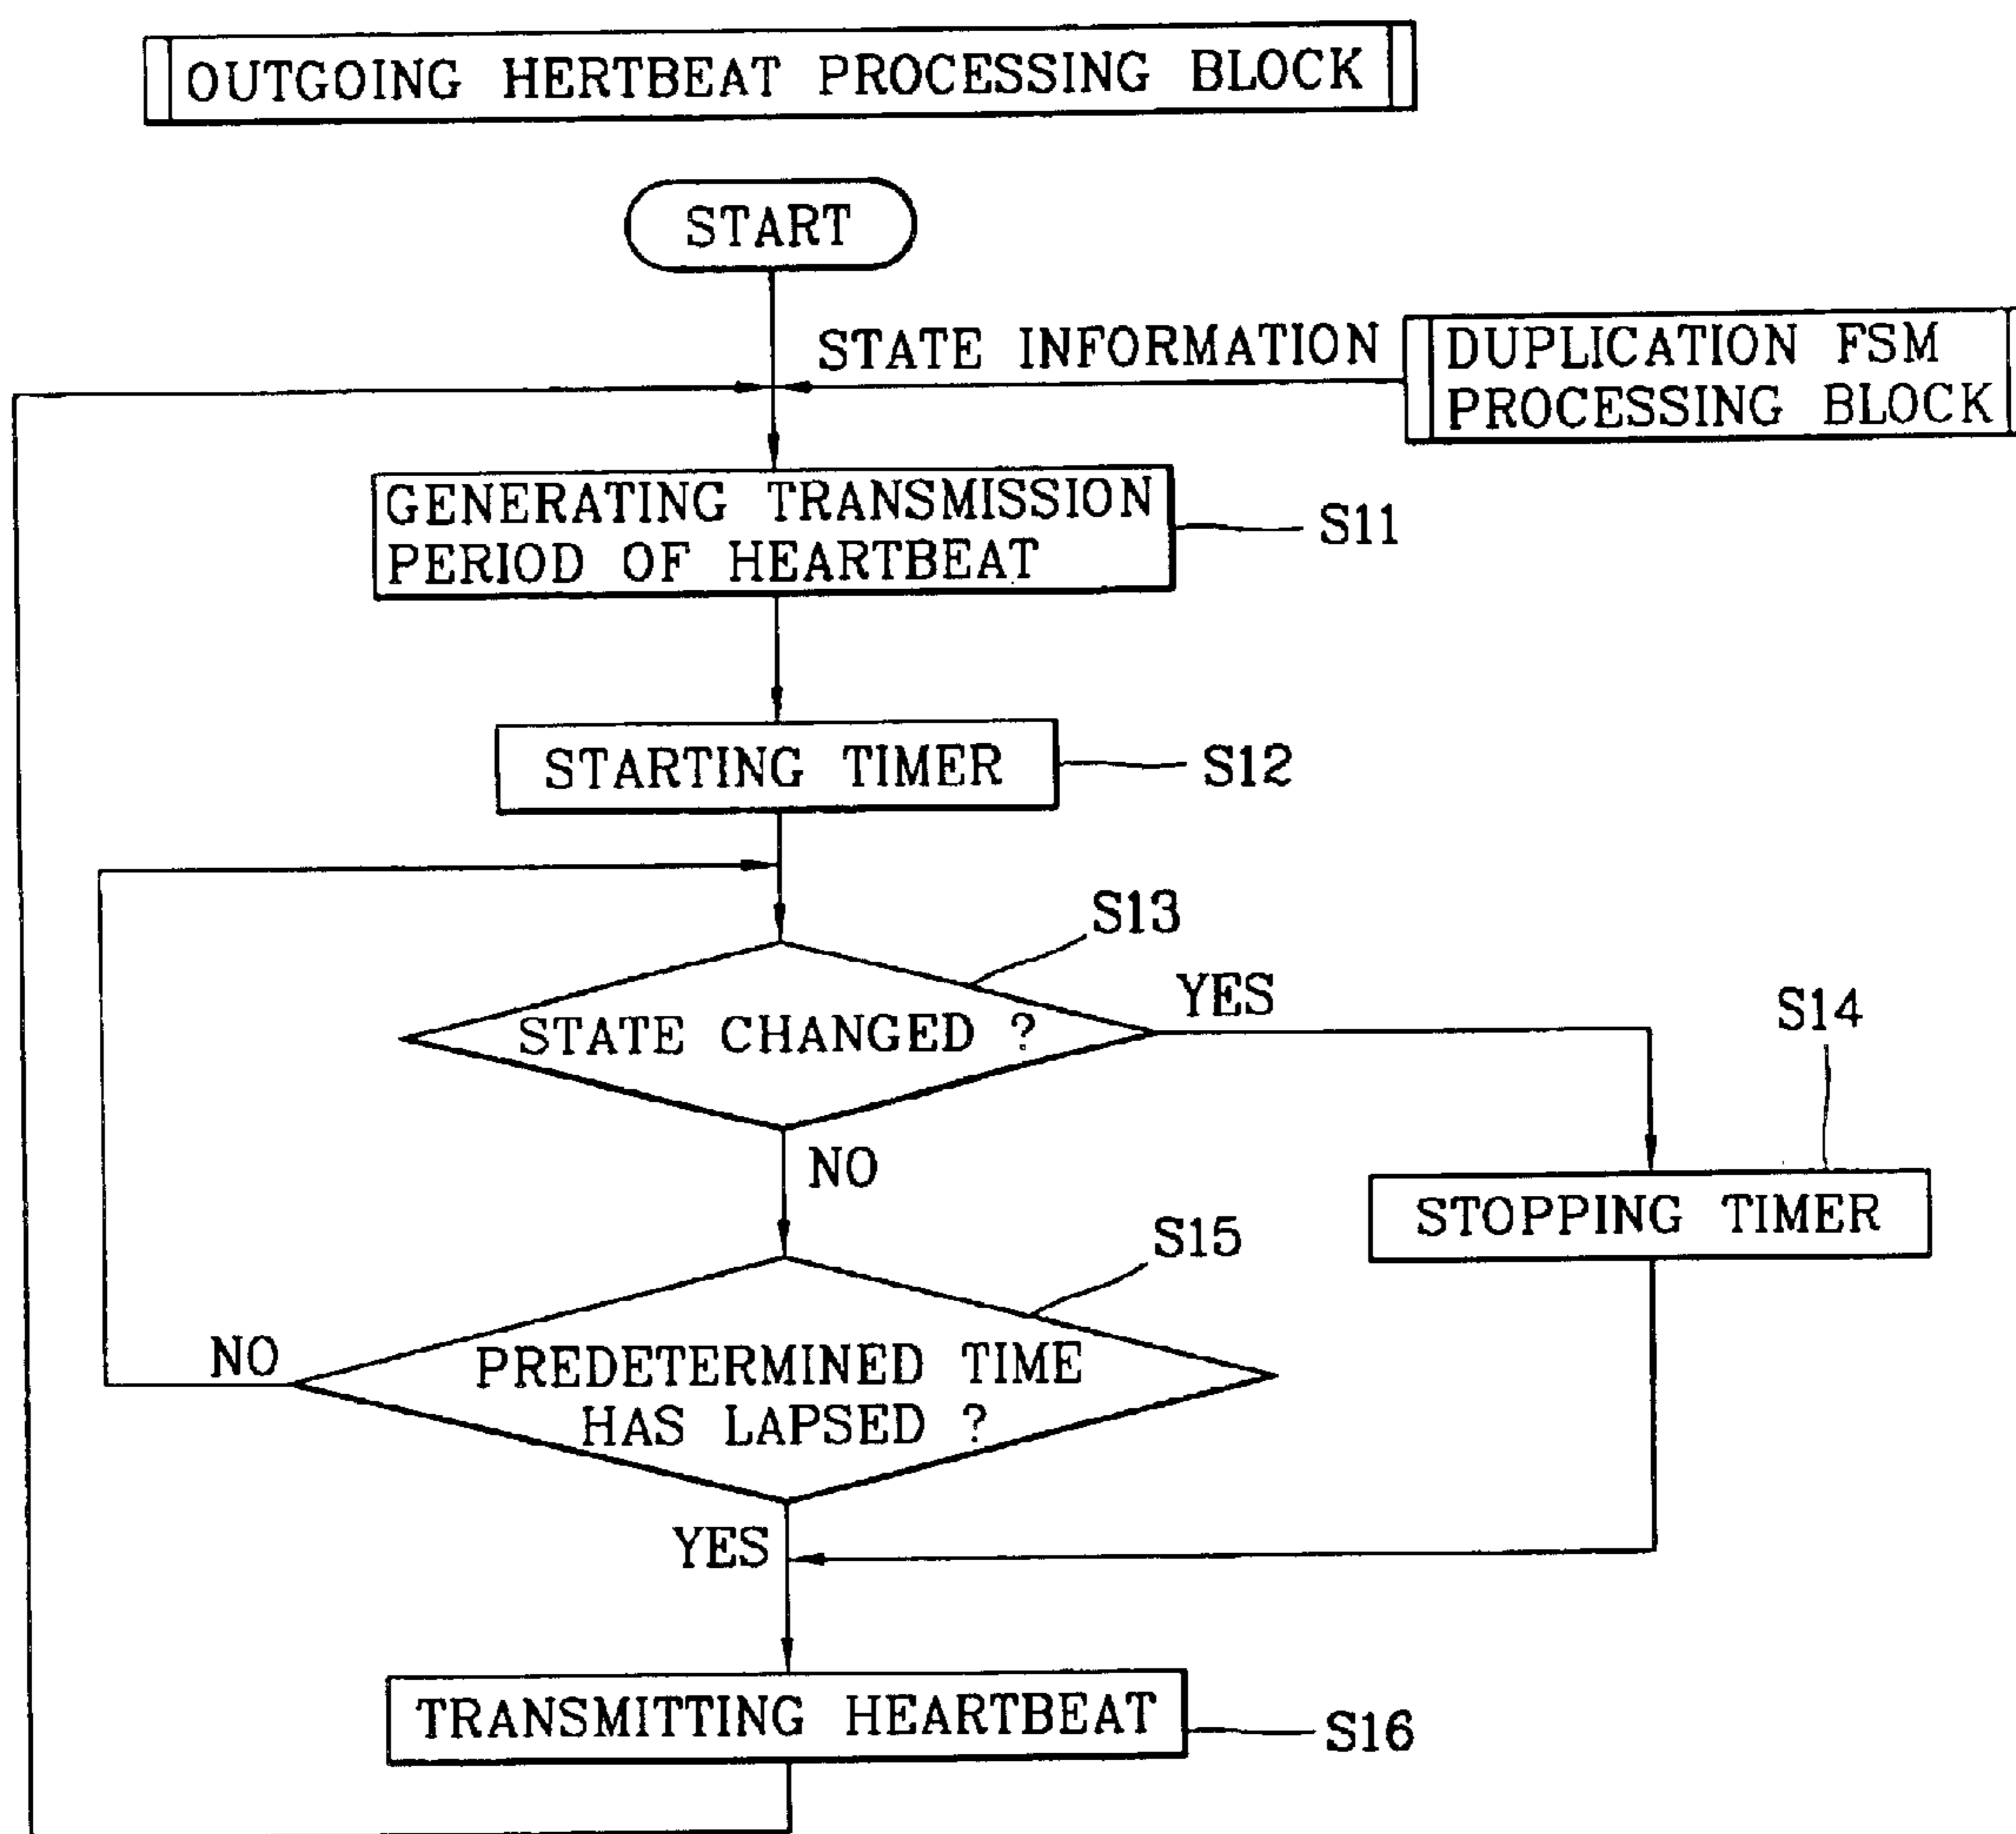 OUTGOING HERTBEAT PROCESSING BLOCK
START
STATE INFORMATION
DUPLICATION FSM
PROCESSING BLOCK
GENERATING TRANSMISSION
PERIOD OF HEARTBEAT
S11
STARTING TIMER
S12
S13
STATE CHANGED ?
YES
S14
NO
STOPPING TIMER
S15
NO
PREDETERMINED TIME
HAS LAPSED ?
YES
TRANSMITTING HEARTBEAT
S16